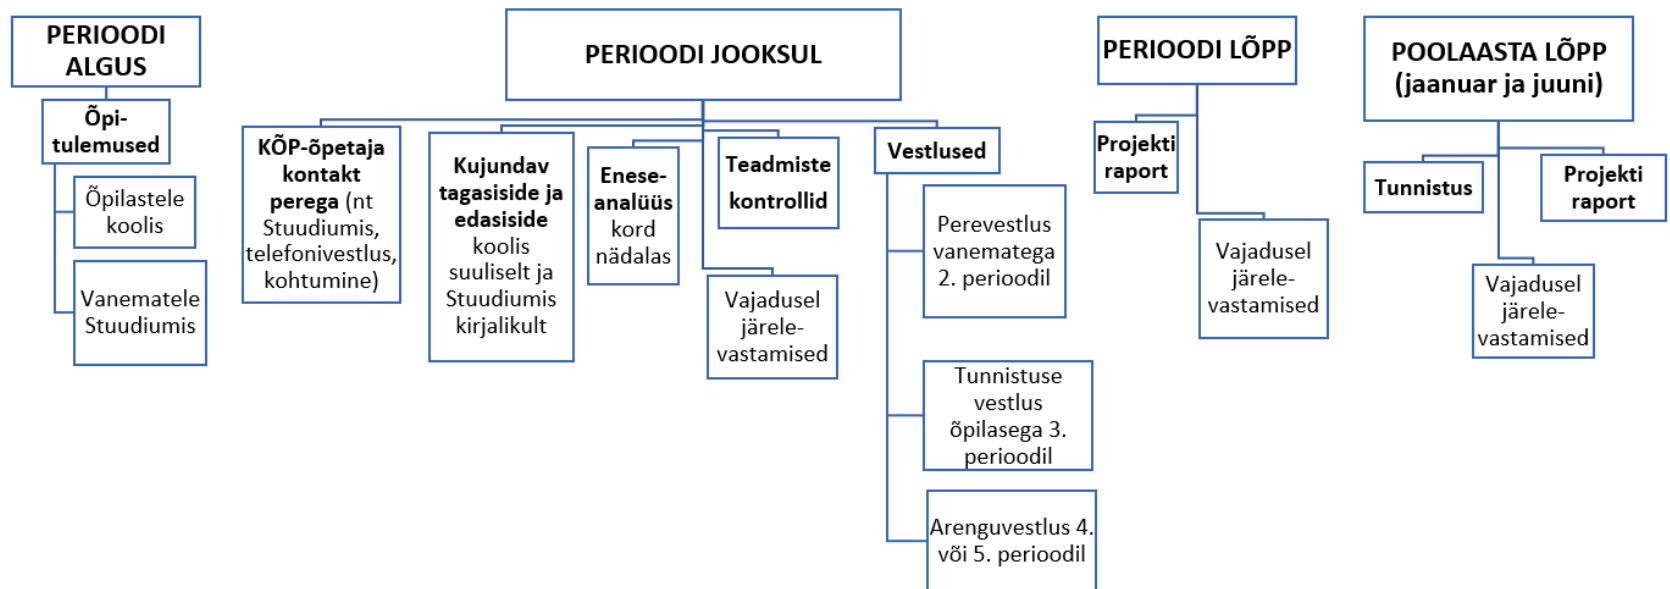 PERIOODI
ALGUS
Õpi-
tulemused
Õpilastele
koolis
Vanematele
Stuudiumis
PERIOODI JOOKSUL
KÕP-õpetaja
kontakt
perega (nt
Stuudiumis,
telefonivestlus,
kohtumine)
Kujundav
tagasiside ja
edasiside
koolis
suuliselt ja
Stuudiumis
kirjalikult
Enese-
analüüs
kord
nädalas
Teadmiste
kontrollid
Vajadusel
järele-
vastamised
Vestlused
Perevestlus
vanematega
2. perioodil
Tunnistuse
vestlus
õpilasega 3.
perioodil
Arenguvestlus 4.
või 5. perioodil
PERIOODI LÕPP
Projekti
raport
Vajadusel
järele-
vastamised
POOLAASTA LÕPP
(jaanuar ja juuni)
Tunnistus
Projekti
raport
Vajadusel
järele-
vastamised